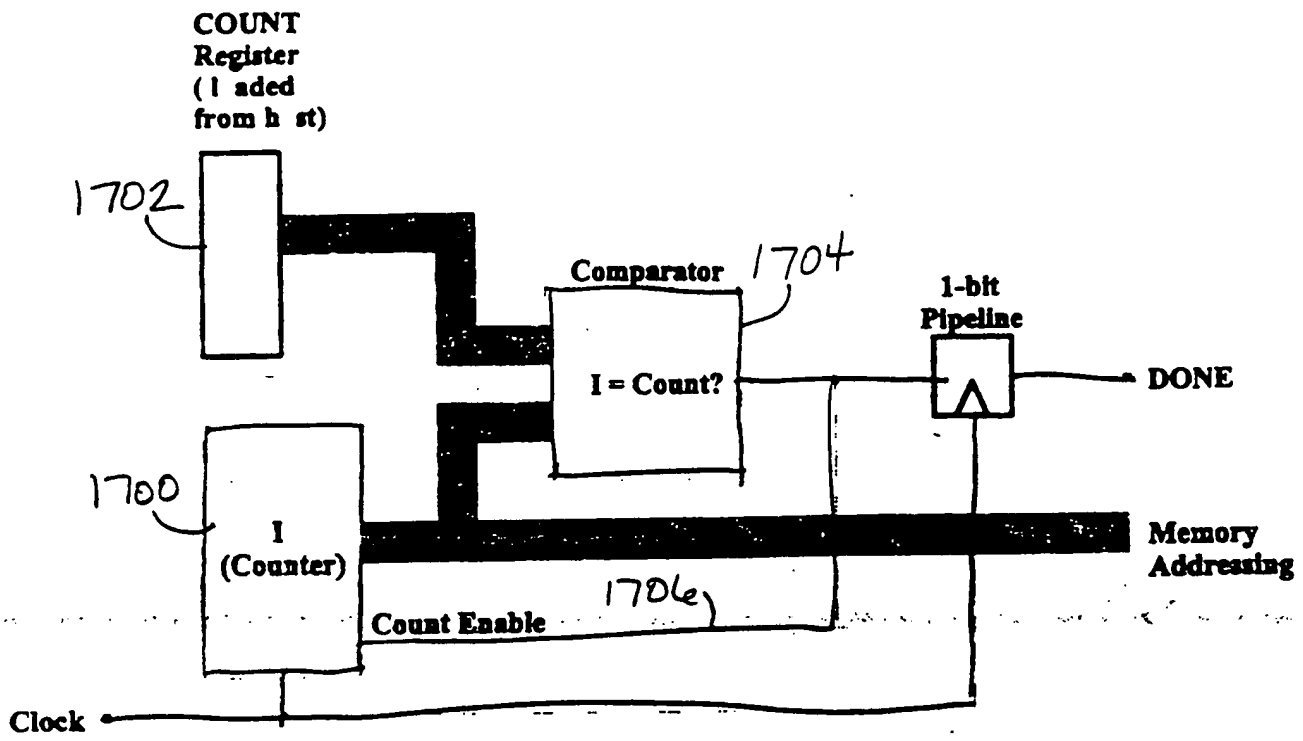 COUNT
Register
(l aded
from h st)
1702
Comparator
1704
1-bit
Pipeline
I = Count?
DONE
1700
I
(Counter)
Memory
Addressing
1706
Count Enable
Clock